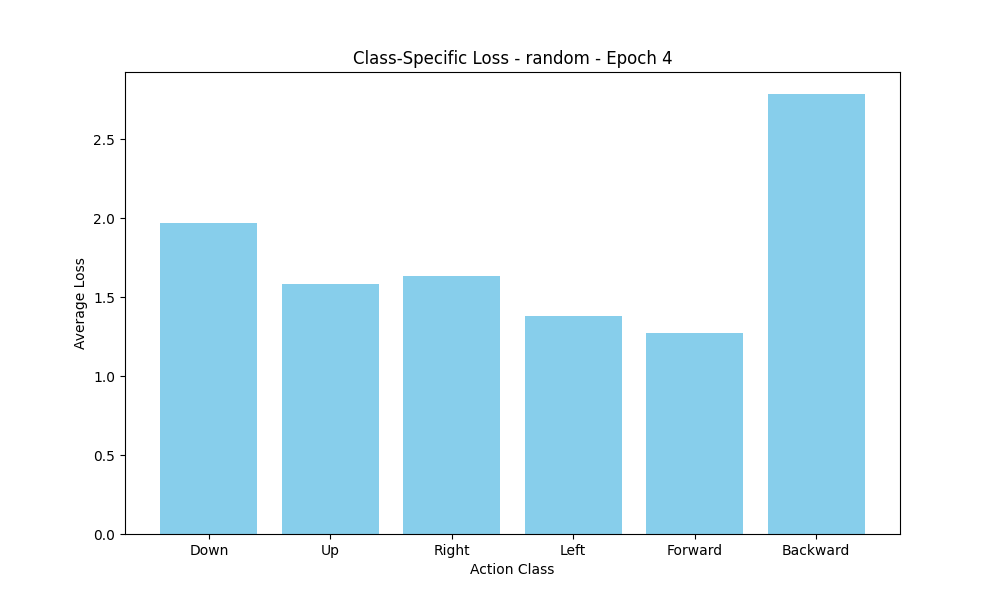 Class-Specific Loss - random - Epoch 4
2.5
2.0
1.5
1.0
0.5
0.0
Average Loss
Down Up Right Left Forward Backward
Action Class